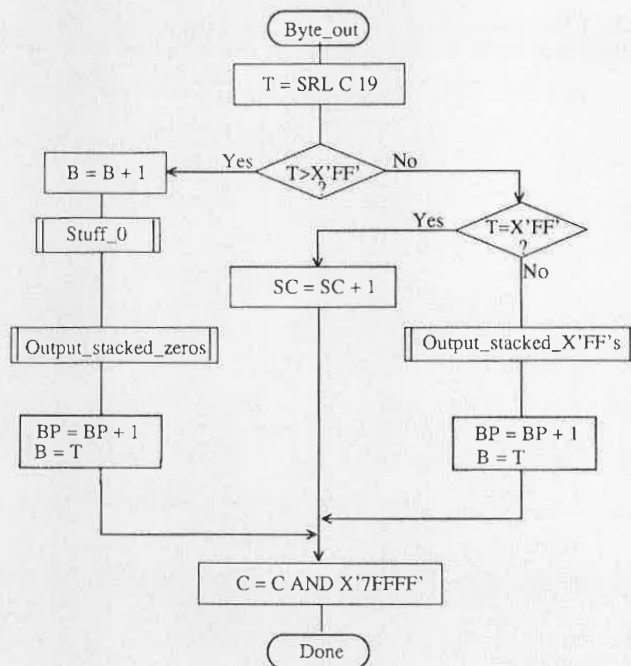 Byte_out
T = SRL C 19
Yes
T>X'FF'
?
No
B = B + 1
Stuff_0
Output_stacked_zeros
BP = BP + 1
B = T
Yes
T=X'FF'
?
No
SC = SC + 1
Output_stacked_X'FF's
BP = BP + 1
B = T
C = C AND X'7FFFF'
Done